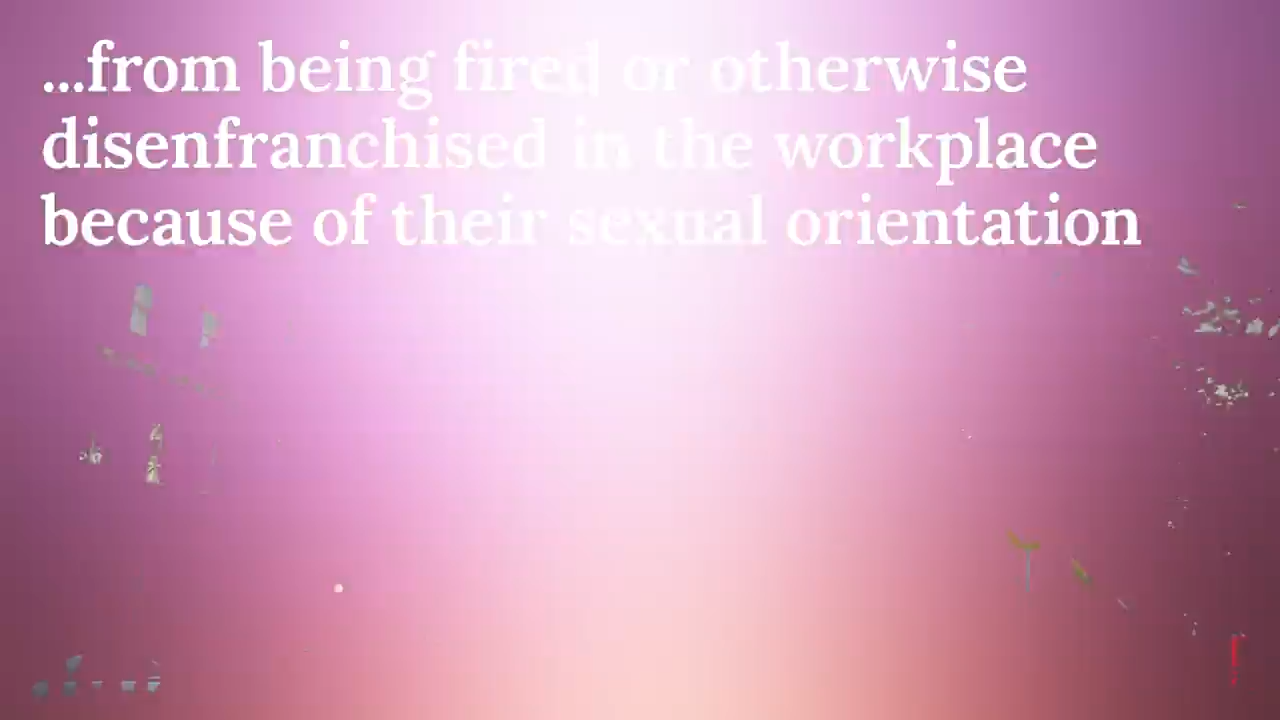 ...from being fired or otherwise
disenfranchised in the workplace
because of their sexual orientation